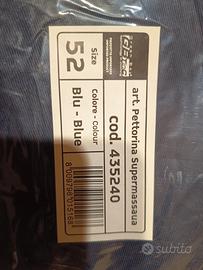 art. Pettorina Supermassaua
cod. 435240
Colore - Colour
Blu - Blue
Size
52
subito